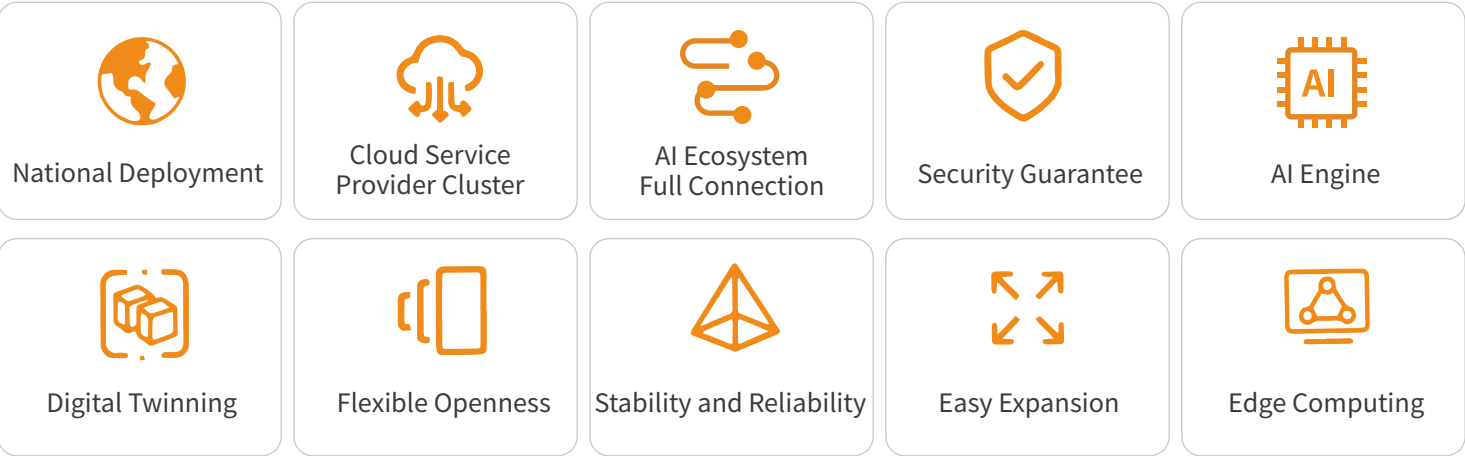 National Deployment
Cloud Service
Provider Cluster
AI Ecosystem
Full Connection
Security Guarantee
AI
AI Engine
Digital Twinning
Flexible Openness
Stability and Reliability
Easy Expansion
Edge Computing